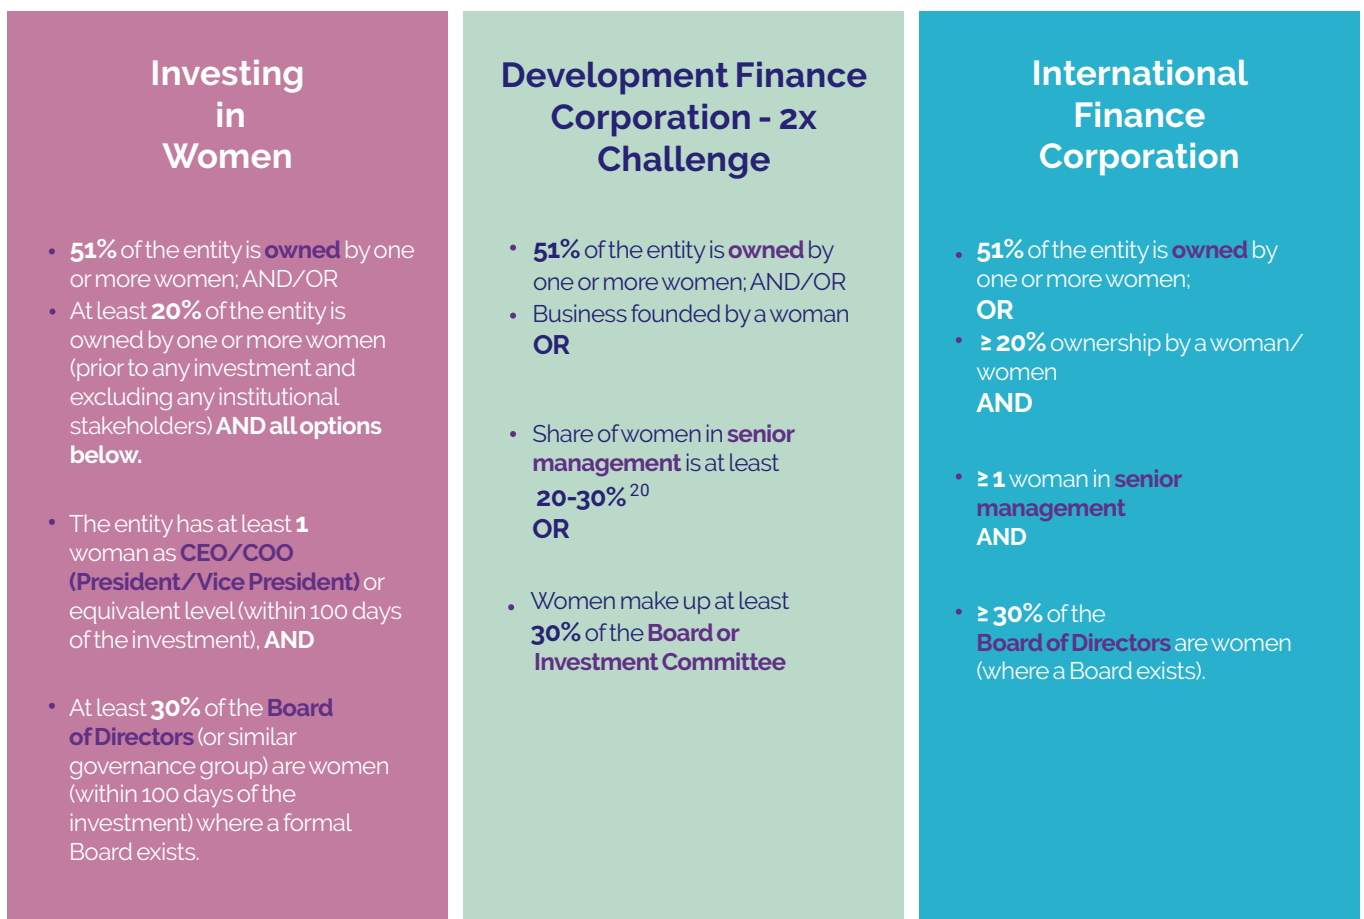 Investing
in
Women
• 51% of the entity is owned by one
or more women; AND/OR
• At least 20% of the entity is
owned by one or more women
(prior to any investment and
excluding any institutional
stakeholders) AND all options
below.
• The entity has at least 1
woman as CEO/COO
(President/Vice President) or
equivalent level (within 100 days
of the investment), AND
• At least 30% of the Board
of Directors (or similar
governance group) are women
(within 100 days of the
investment) where a formal
Board exists.
Development Finance
Corporation - 2x
Challenge
• 51% of the entity is owned by
one or more women; AND/OR
• Business founded by a woman
OR
• Share of women in senior
management is at least
20-30% 20
OR
• Women make up at least
30% of the Board or
Investment Committee
International
Finance
Corporation
• 51% of the entity is owned by
one or more women;
OR
• ≥ 20% ownership by a woman/
women
AND
• ≥ 1 woman in senior
management
AND
• ≥ 30% of the
Board of Directors are women
(where a Board exists).